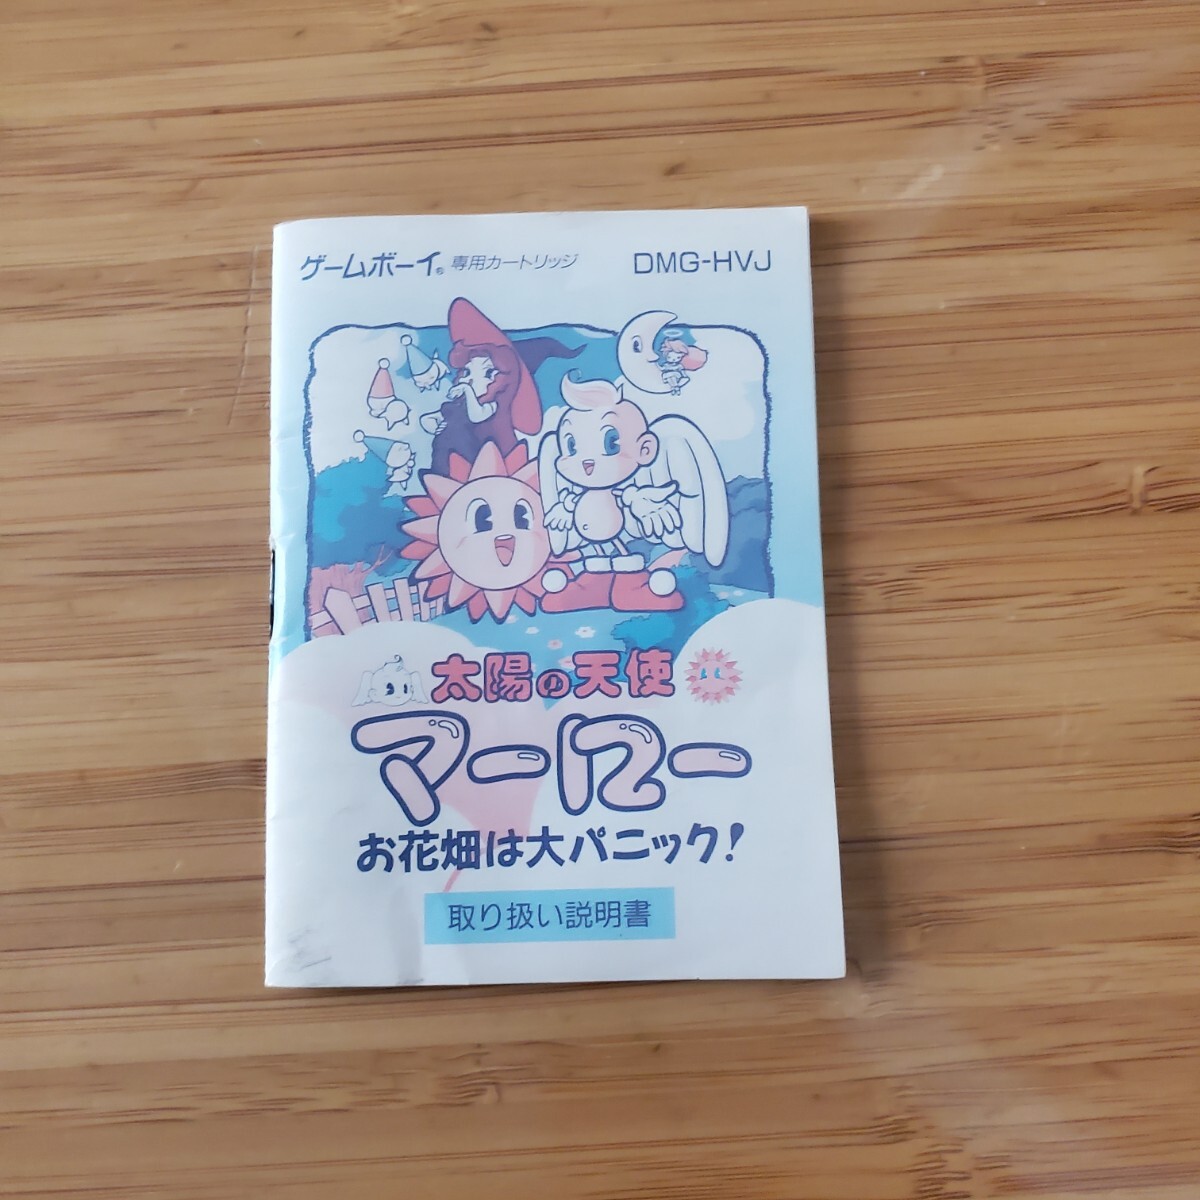 ゲームボーイ® 専用カートリッジ DMG-HVJ
太陽の天使
マーロー
お花畑は大パニック!
取り扱い説明書